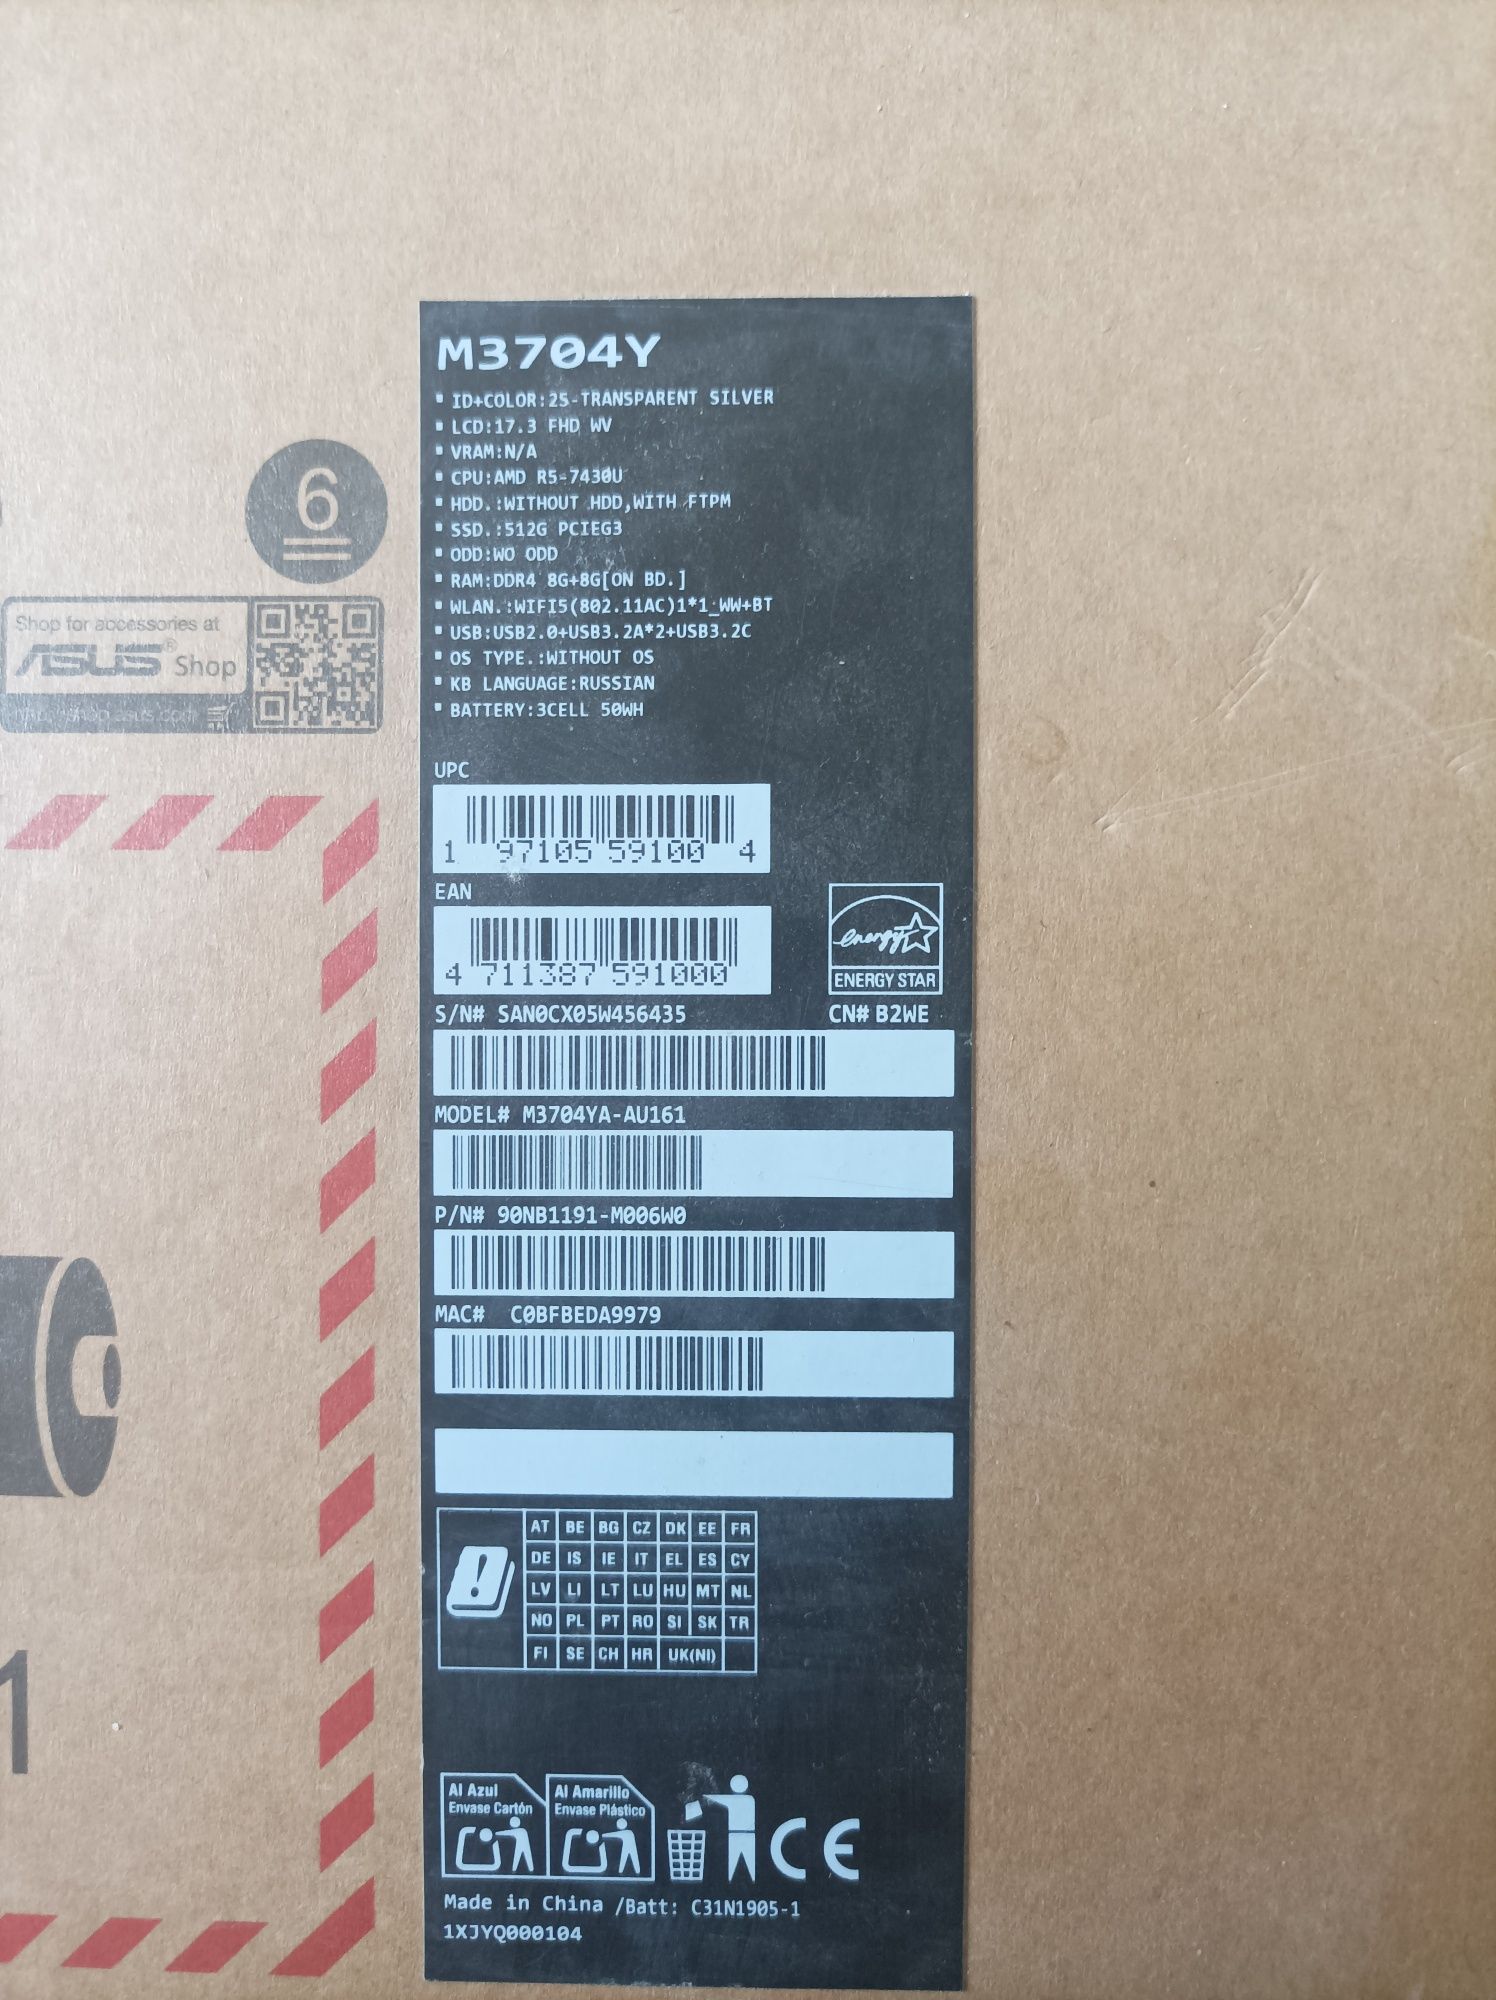 M3704Y
ID+COLOR:2S-TRANSPARENT SILVER
LCD:17.3 FHD WV
VRAM:N/A
CPU:AMD R5-7430U
HDD.:WITHOUT HDD,WITH FTPM
SSD.:512G PCIEG3
ODD:WO ODD
RAM:DDR4 8G+8G[ON BD.]
WLAN.:WIFI5(802.11AC)1*1_WW+BT
USB:USB2.0+USB3.2A*2+USB3.2C
OS TYPE.:WITHOUT OS
KB LANGUAGE:RUSSIAN
BATTERY:3CELL 50WH
6
Shop for accessories at
ASUS® Shop
shop.asus.com
UPC
1 97105 59100 4
EAN
4 711387 591000
ENERGY STAR
S/N# SAN0CX05W456435
CN# B2WE
MODEL# M3704YA-AU161
P/N# 90NB1191-M006W0
MAC# C0BFBEDA9979
AT BE BG CZ DK EE FR
DE IS IE IT EL ES CY
LV LI LT LU HU MT NL
NO PL PT RO SI SK TR
FI SE CH HR UK(NI)
1
Al Azul
Envase Cartón
Al Amarillo
Envase Plástico
CE
Made in China /Batt: C31N1905-1
1XJYQ000104